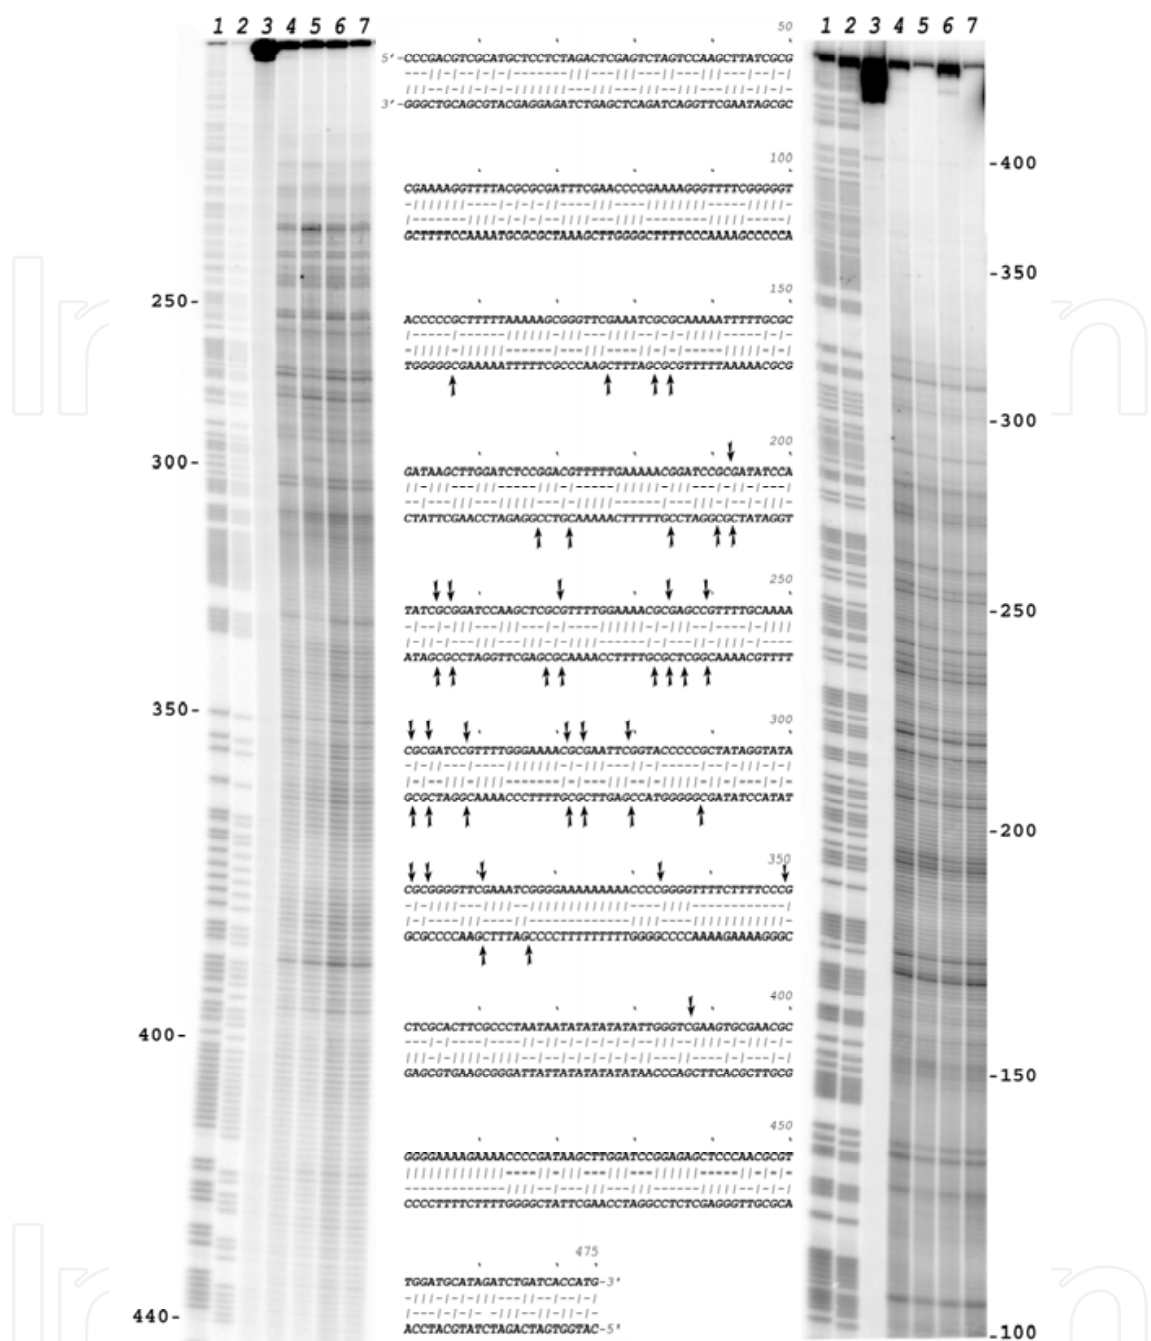 1 2 3 4 5 6 7
250-
300-
350-
400-
440-
50
5'-CCCGACGTCGCATGCTCCTCTAGACTCGAGTCTAGTCCAAGCTTATCGCG
3'-GGGCTGCAGCGTACGAGGAGATCTGAGCTCAGATCAGGTTCGAATAGCGC
100
CGAAAAGGTTTTACGCGCGATTTCGAACCCCGAAAAGGGTTTTCGGGGGT
GCTTTTCCAAAATGCGCGCTAAAGCTTGGGGCTTTTCCCAAAAGCCCCCA
150
ACCCCCGCTTTTTAAAAAGCGGGTTCGAAATCGCGCAAAAATTTTTGCGC
TGGGGGCGAAAAATTTTTCGCCCAAGCTTTAGCGCGTTTTTAAAAACGCG
200
GATAAGCTTGGATCTCCGGACGTTTTTGAAAAACGGATCCGCGATATCCA
CTATTCGAACCTAGAGGCCTGCAAAAACTTTTTGCCTAGGCGCTATAGGT
250
TATCGCGGATCCAAGCTCGCGTTTTGGAAAACGCGAGCCGTTTTGCAAAA
ATAGCGCCTAGGTTCGAGCGCAAAACCTTTTGCGCTCGGCAAAACGTTTT
300
CGCGATCCGTTTTGGGAAAACGCGAATTCGGTACCCCCGCTATAGGTATA
GCGCTAGGCAAAACCCTTTTGCGCTTGAGCCATGGGGGCGATATCCATAT
350
CGCGGGGTTCGAAATCGGGGAAAAAAAAACCCCGGGGTTTTCTTTTCCCG
GCGCCCCAAGCTTTAGCCCCTTTTTTTTTGGGGCCCCAAAAGAAAAGGGC
400
CTCGCACTTCGCCCTAATAATATATATATATTGGGTCGAAGTGCGAACGC
GAGCGTGAAGCGGGATTATTATATATATATAACCCAGCTTCACGCTTGCG
450
GGGGAAAAGAAAACCCCGATAAGCTTGGATCCGGAGAGCTCCCAACGCGT
CCCCTTTTCTTTTGGGGCTATTCGAACCTAGGCCTCTCGAGGGTTGCGCA
475
TGGATGCATAGATCTGATCACCATG-3'
ACCTACGTATCTAGACTAGTGGTAC-5'
1 2 3 4 5 6 7
-400
-350
-300
-250
-200
-150
-100